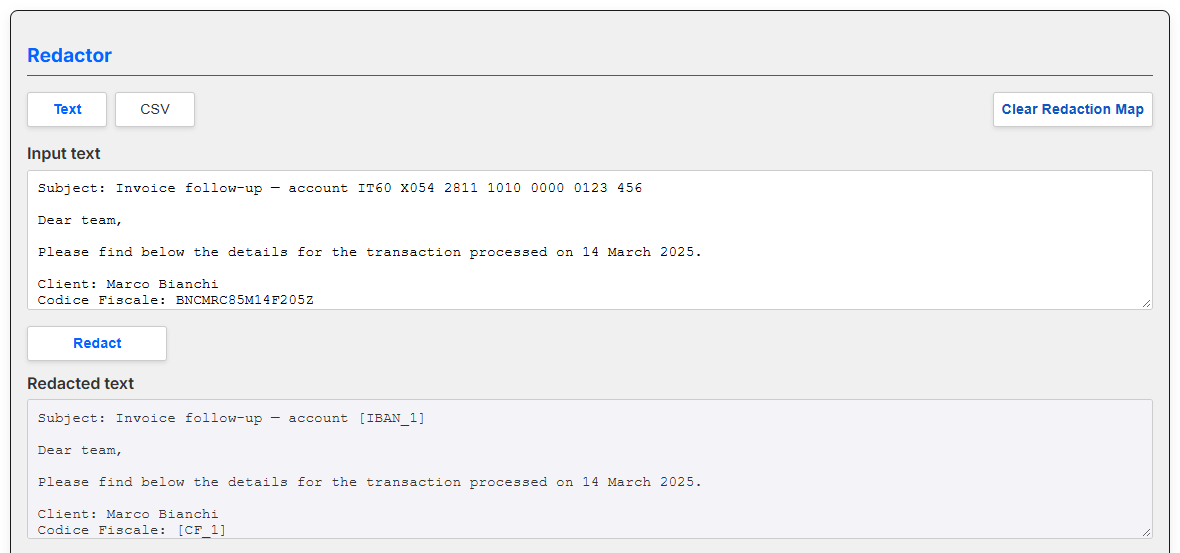 Redactor
Text CSV Clear Redaction Map
Input text
Subject: Invoice follow-up — account IT60 X054 2811 1010 0000 0123 456
Dear team,
Please find below the details for the transaction processed on 14 March 2025.
Client: Marco Bianchi
Codice Fiscale: BNCMRC85M14F205Z
Redact
Redacted text
Subject: Invoice follow-up — account [IBAN_1]
Dear team,
Please find below the details for the transaction processed on 14 March 2025.
Client: Marco Bianchi
Codice Fiscale: [CF_1]